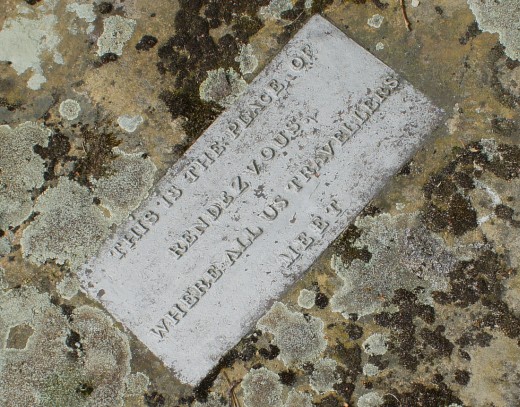 THIS IS THE PLACE OF
RENDEZVOUS,
WHERE ALL US TRAVELLERS
MEET